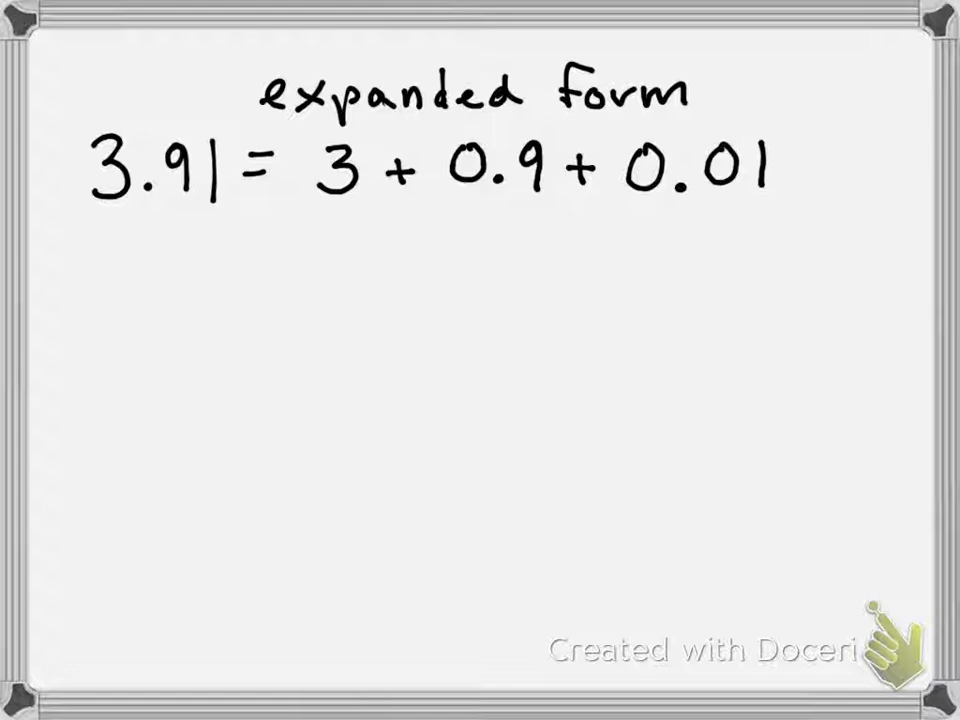 expanded form
3.91 = 3 + 0.9 + 0.01
Created with Doceri